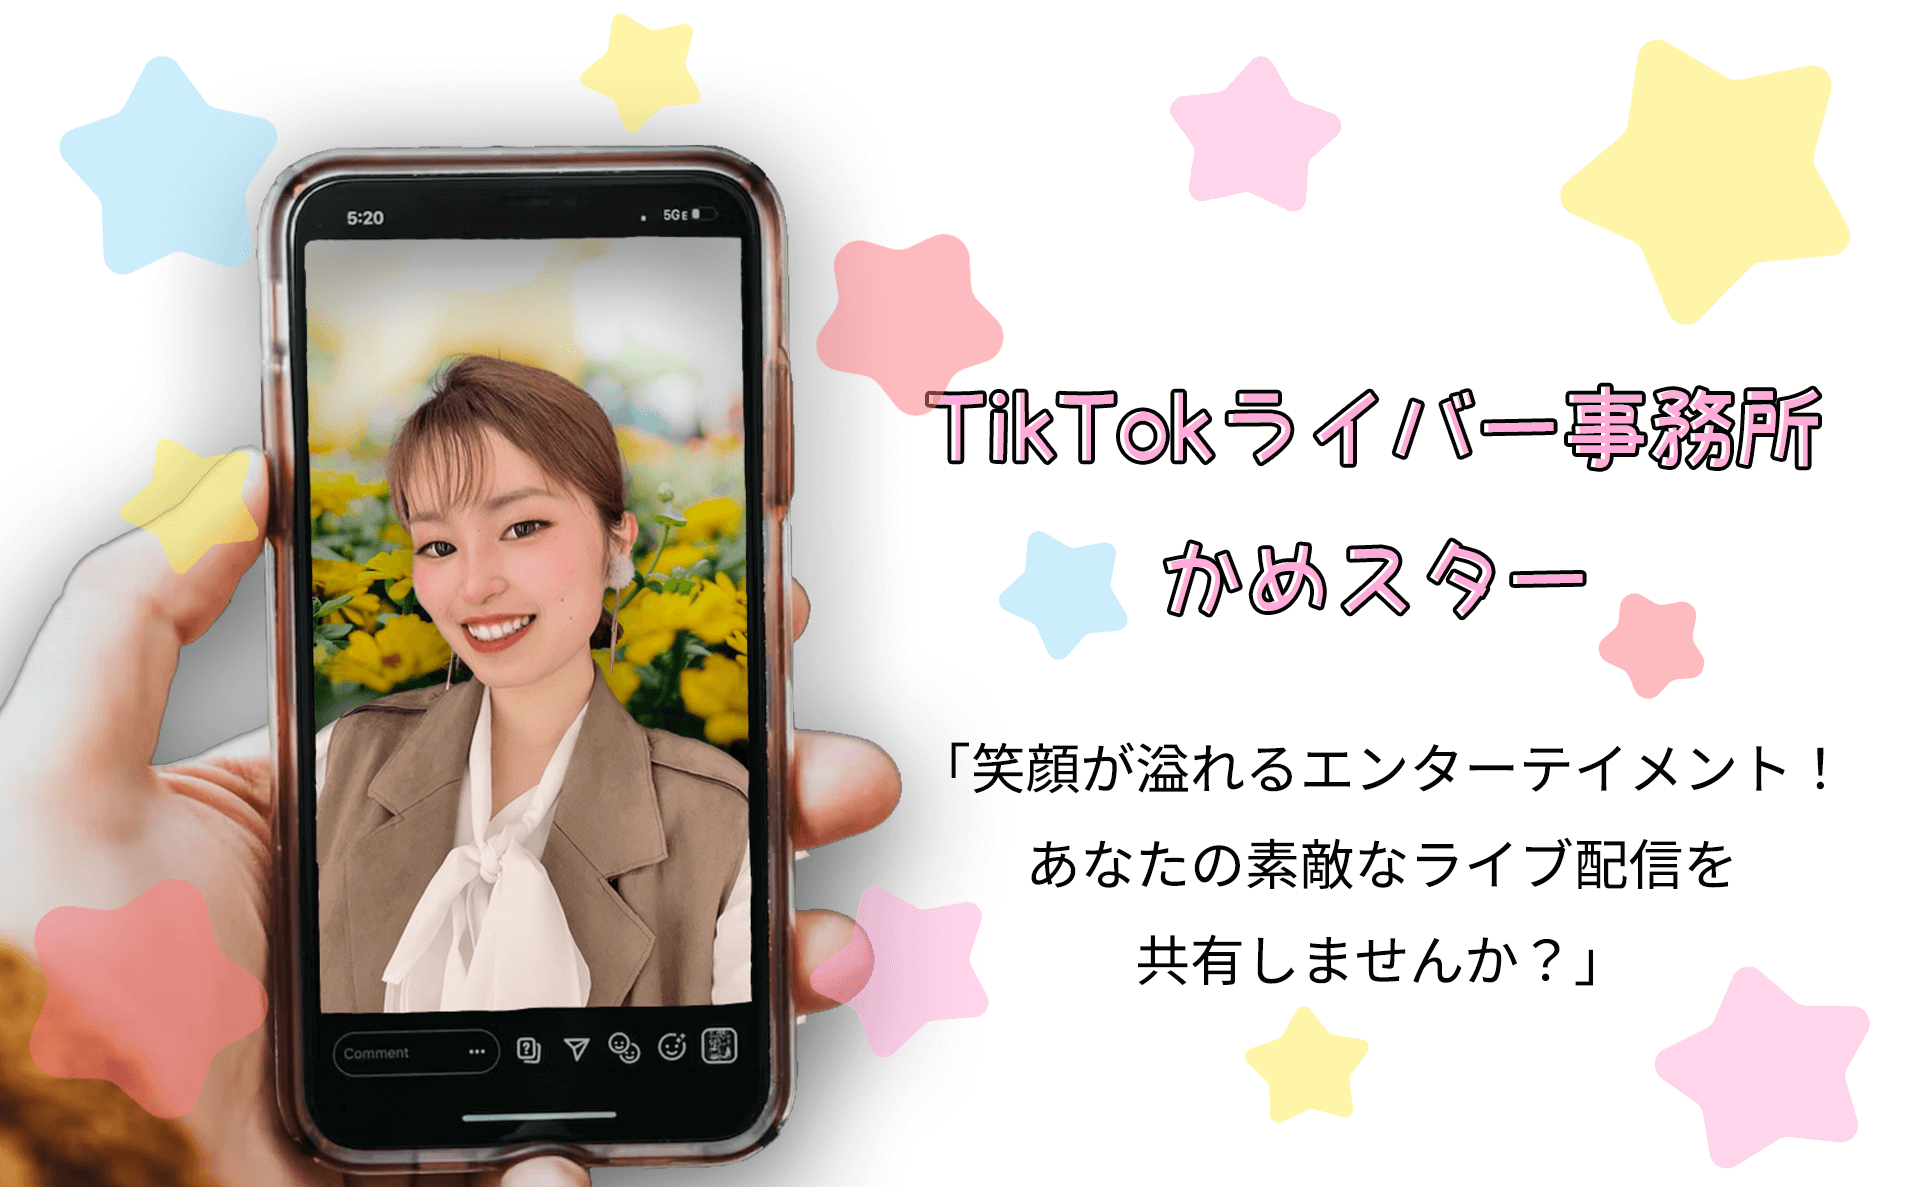 5:20
5GE
TikTokライバー事務所
かめスター
「笑顔が溢れるエンターテイメント！
あなたの素敵なライブ配信を
共有しませんか？」
Comment